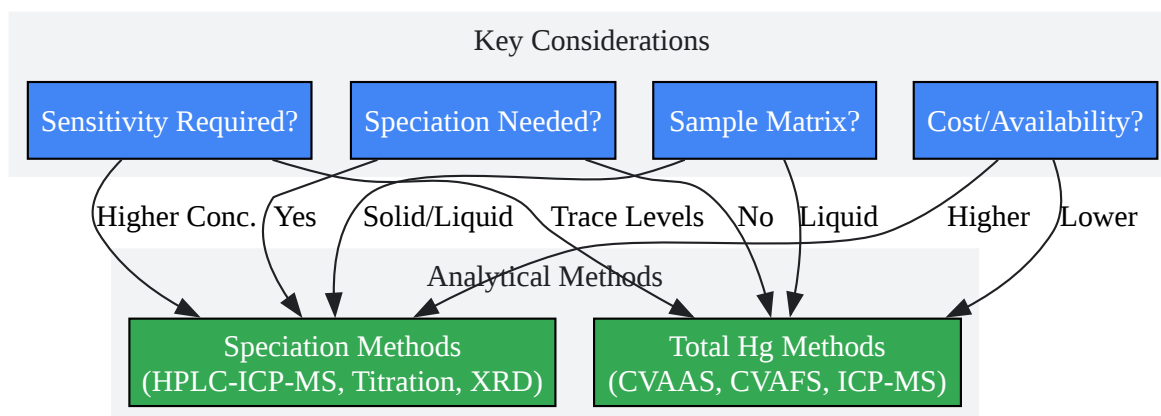 Key Considerations
Sensitivity Required?
Speciation Needed?
Sample Matrix?
Cost/Availability?
Higher Conc.
Yes
Solid/Liquid
Trace Levels
No
Liquid
Higher
Lower
Analytical Methods
Speciation Methods
(HPLC-ICP-MS, Titration, XRD)
Total Hg Methods
(CVAAS, CVAFS, ICP-MS)